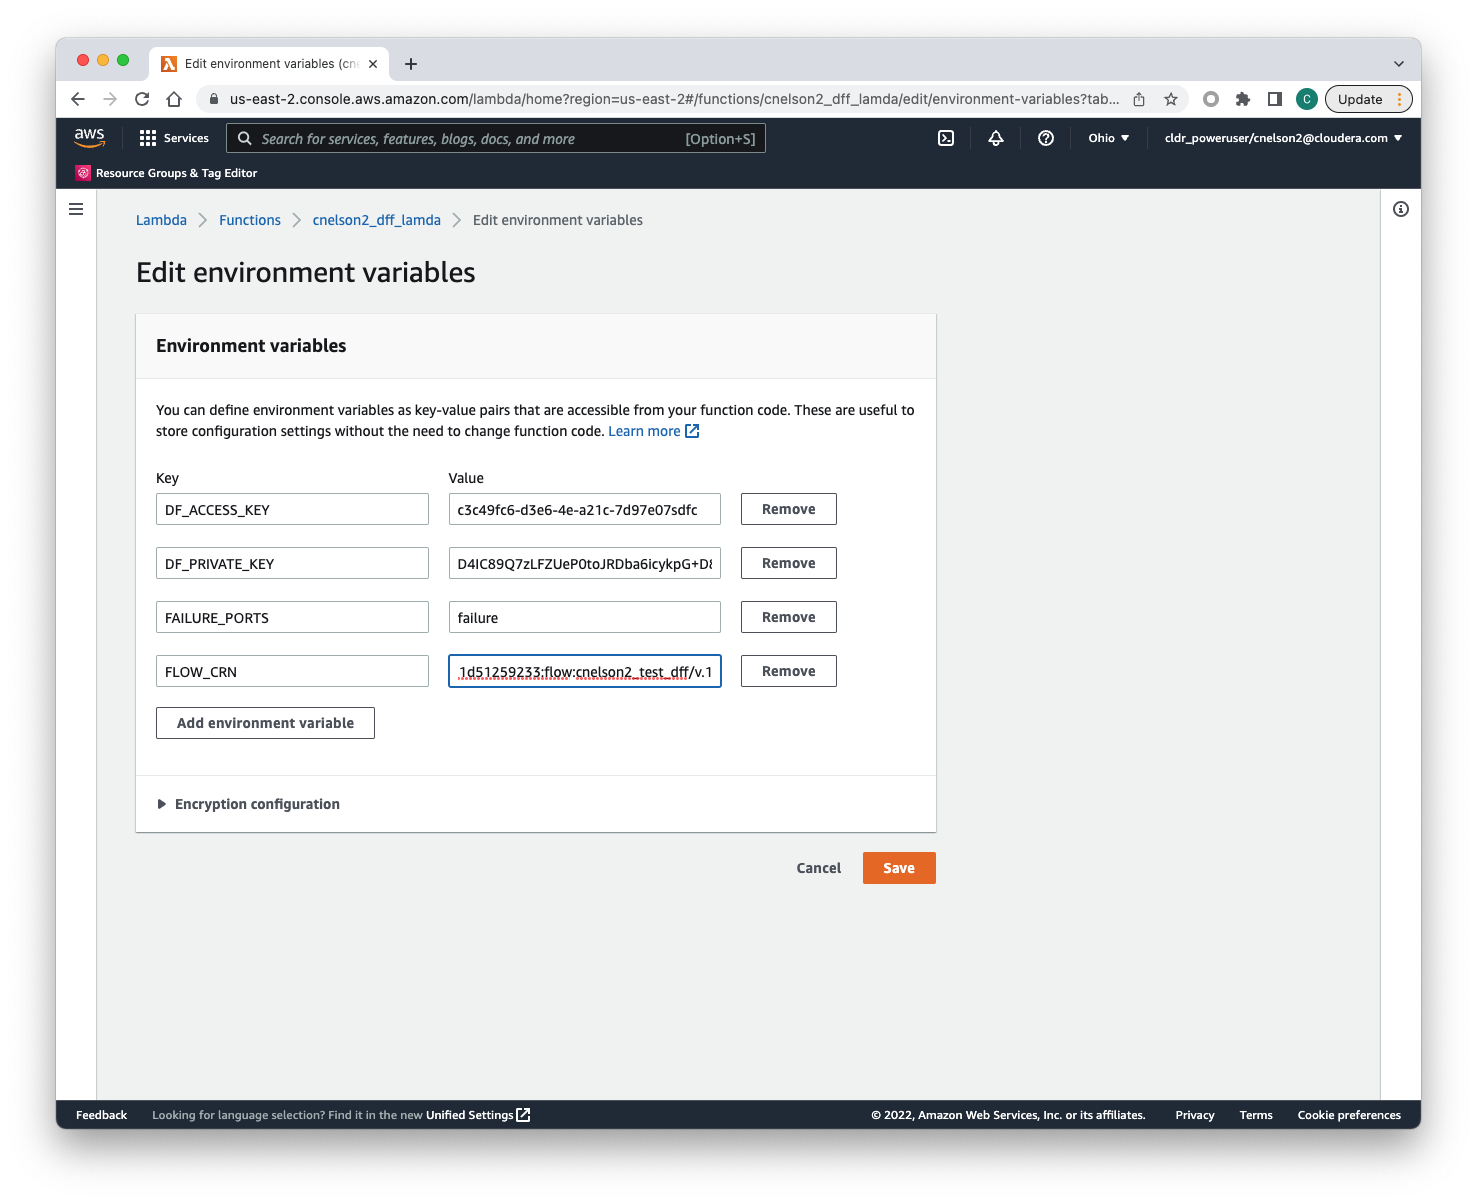 Edit environment variables (cne
us-east-2.console.aws.amazon.com/lambda/home?region=us-east-2#/functions/cnelson2_dff_lamda/edit/environment-variables?tab...
C
Update
aws
Services
Search for services, features, blogs, docs, and more
[Option+S]
Ohio
cldr_poweruser/cnelson2@cloudera.com
Resource Groups & Tag Editor
Lambda
Functions
cnelson2_dff_lamda
Edit environment variables
Edit environment variables
Environment variables
You can define environment variables as key-value pairs that are accessible from your function code. These are useful to
store configuration settings without the need to change function code. Learn more
Key
Value
DF_ACCESS_KEY
c3c49fc6-d3e6-4e-a21c-7d97e07sdfc
Remove
DF_PRIVATE_KEY
D4IC89Q7zLFZUeP0toJRDba6icykpG+D8
Remove
FAILURE_PORTS
failure
Remove
FLOW_CRN
1d51259233:flow:cnelson2_test_dff/v.1
Remove
Add environment variable
Encryption configuration
Cancel
Save
Feedback
Looking for language selection? Find it in the new Unified Settings
© 2022, Amazon Web Services, Inc. or its affiliates.
Privacy
Terms
Cookie preferences